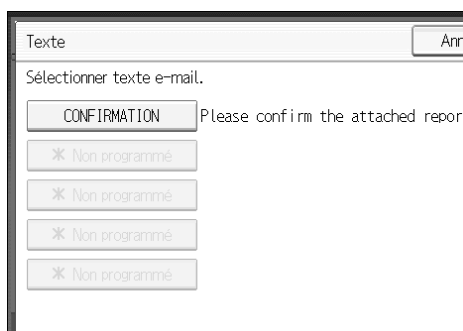 Texte Ann
Sélectionner texte e-mail.
CONFIRMATION Please confirm the attached repor
* Non programmé
* Non programmé
* Non programmé
* Non programmé